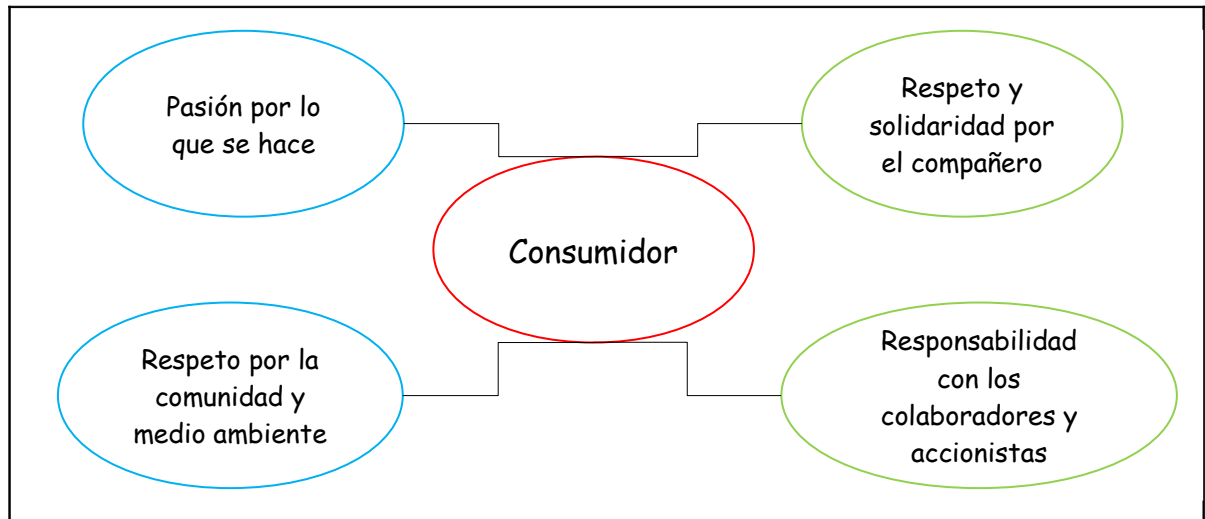 Pasión por lo
que se hace
Respeto y
solidaridad por
el compañero
Consumidor
Respeto por la
comunidad y
medio ambiente
Responsabilidad
con los
colaboradores y
accionistas